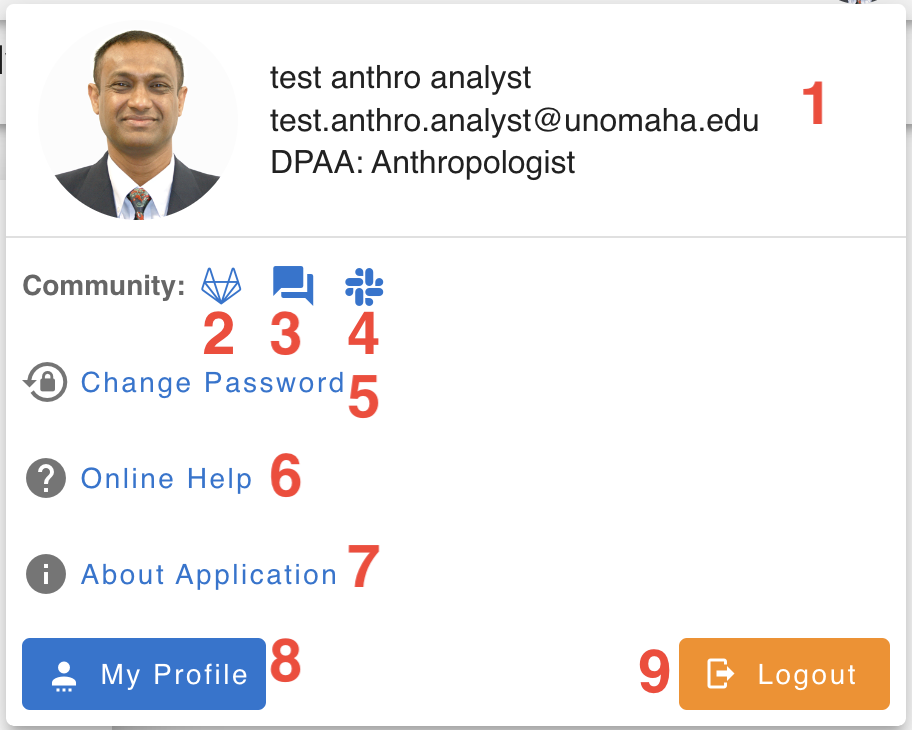 test anthro analyst
test.anthro.analyst@unomaha.edu
1
DPAA: Anthropologist
Community:
2 3 4
Change Password 5
Online Help 6
About Application 7
My Profile 8
9 Logout